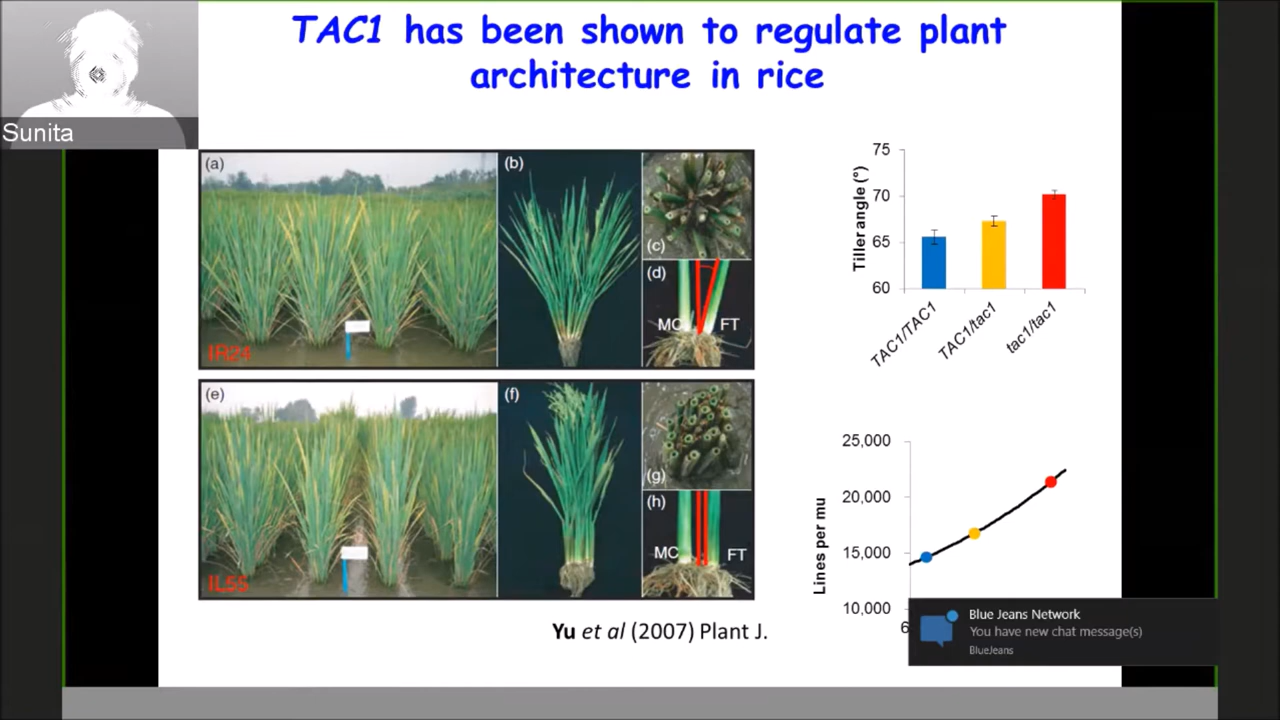 TAC1 has been shown to regulate plant
architecture in rice
Sunita
(a)
(b)
(c)
(d)
MC
FT
IR24
(e)
(f)
(g)
(h)
MC
FT
IL55
Yu et al (2007) Plant J.
75
70
65
60
Tiller angle (°)
TAC1/TAC1
TAC1/tac1
tac1/tac1
25,000
20,000
15,000
10,000
Lines per mu
6
Blue Jeans Network
You have new chat message(s)
BlueJeans